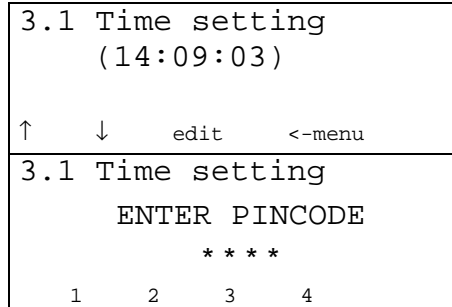 3.1 Time setting
(14:09:03)
↑ ↓ edit <-menu
3.1 Time setting
ENTER PINCODE
****
1 2 3 4